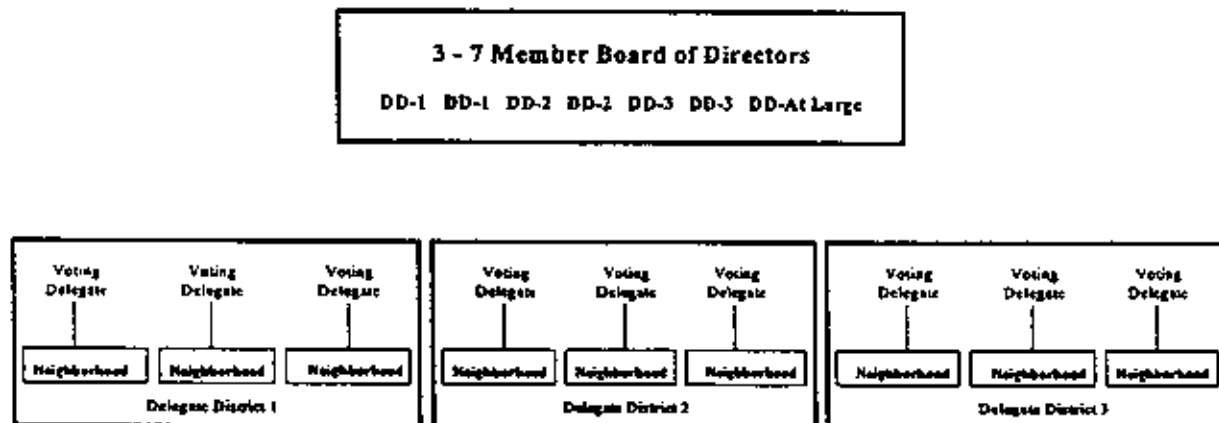 3 - 7 Member Board of Directors
DD-1 DD-1 DD-2 DD-2 DD-3 DD-3 DD-At Large
Voting Delegate
Voting Delegate
Voting Delegate
Neighborhood
Neighborhood
Neighborhood
Delegate District 1
Voting Delegate
Voting Delegate
Voting Delegate
Neighborhood
Neighborhood
Neighborhood
Delegate District 2
Voting Delegate
Voting Delegate
Voting Delegate
Neighborhood
Neighborhood
Neighborhood
Delegate District 3